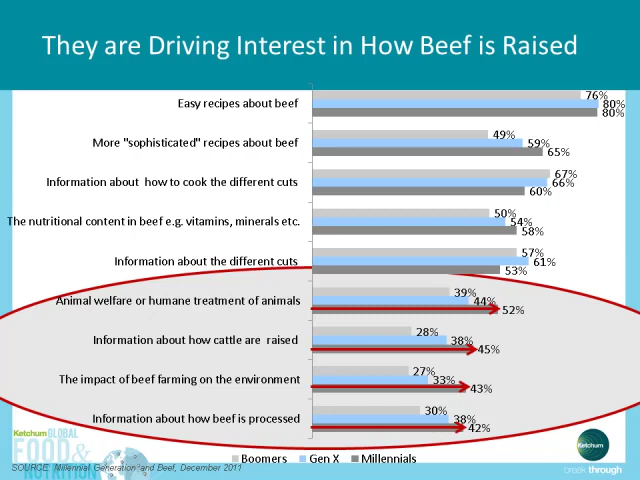 They are Driving Interest in How Beef is Raised
Easy recipes about beef
76%
80%
80%
More "sophisticated" recipes about beef
49%
59%
65%
Information about how to cook the different cuts
67%
66%
60%
The nutritional content in beef e.g. vitamins, minerals etc.
50%
54%
58%
Information about the different cuts
57%
61%
53%
Animal welfare or humane treatment of animals
39%
44%
52%
Information about how cattle are raised
28%
38%
45%
The impact of beef farming on the environment
27%
33%
43%
Information about how beef is processed
30%
38%
42%
Boomers Gen X Millennials
Ketchum GLOBAL
FOOD &
NUTRITION
SOURCE: Millennial Generation and Beef, December 2011
Ketchum
break through